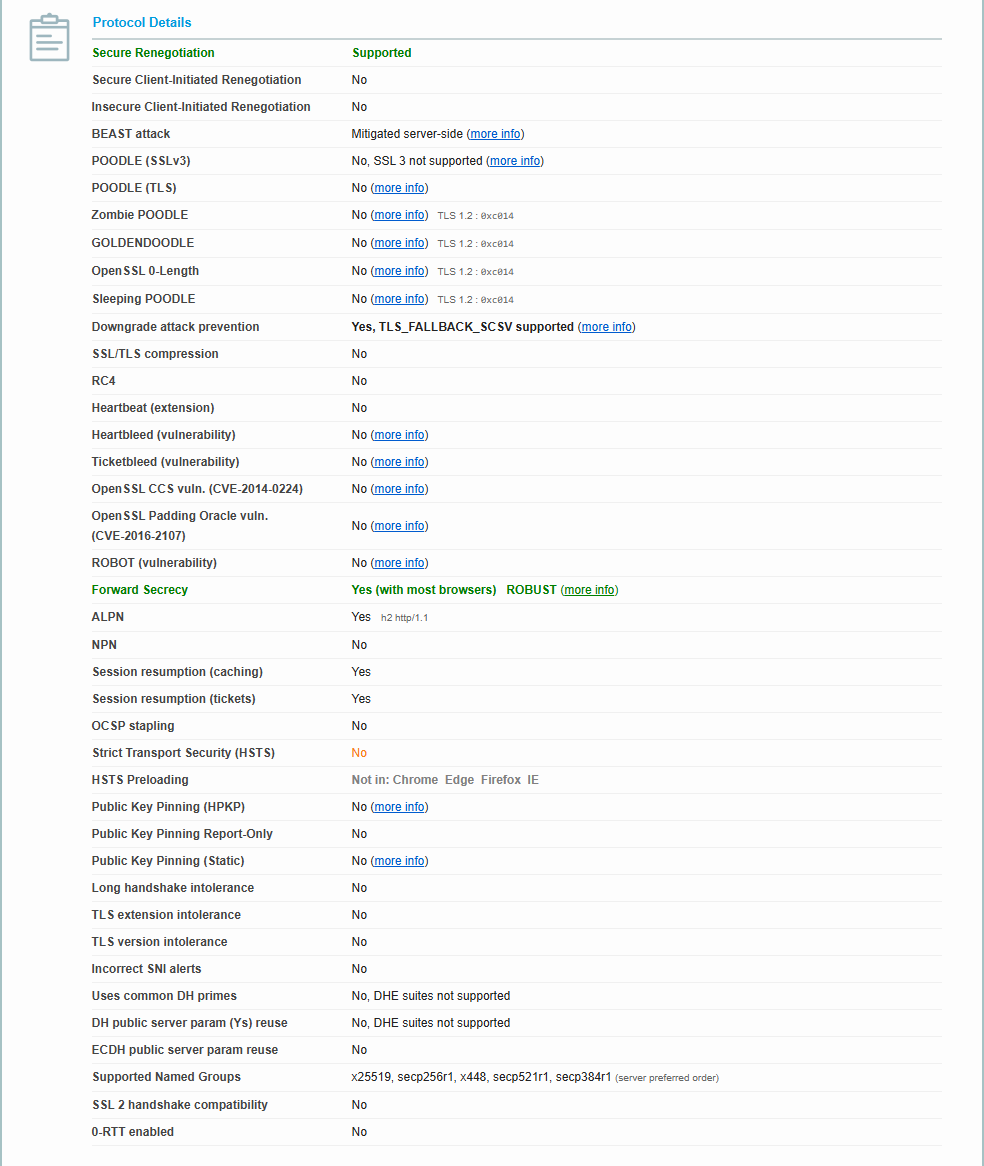 Protocol Details
Secure Renegotiation Supported
Secure Client-Initiated Renegotiation No
Insecure Client-Initiated Renegotiation No
BEAST attack Mitigated server-side (more info)
POODLE (SSLv3) No, SSL 3 not supported (more info)
POODLE (TLS) No (more info)
Zombie POODLE No (more info) TLS 1.2 : 0xc014
GOLDENDOODLE No (more info) TLS 1.2 : 0xc014
OpenSSL 0-Length No (more info) TLS 1.2 : 0xc014
Sleeping POODLE No (more info) TLS 1.2 : 0xc014
Downgrade attack prevention Yes, TLS_FALLBACK_SCSV supported (more info)
SSL/TLS compression No
RC4 No
Heartbeat (extension) No
Heartbleed (vulnerability) No (more info)
Ticketbleed (vulnerability) No (more info)
OpenSSL CCS vuln. (CVE-2014-0224) No (more info)
OpenSSL Padding Oracle vuln.
(CVE-2016-2107) No (more info)
ROBOT (vulnerability) No (more info)
Forward Secrecy Yes (with most browsers) ROBUST (more info)
ALPN Yes h2 http/1.1
NPN No
Session resumption (caching) Yes
Session resumption (tickets) Yes
OCSP stapling No
Strict Transport Security (HSTS) No
HSTS Preloading Not in: Chrome Edge Firefox IE
Public Key Pinning (HPKP) No (more info)
Public Key Pinning Report-Only No
Public Key Pinning (Static) No (more info)
Long handshake intolerance No
TLS extension intolerance No
TLS version intolerance No
Incorrect SNI alerts No
Uses common DH primes No, DHE suites not supported
DH public server param (Ys) reuse No, DHE suites not supported
ECDH public server param reuse No
Supported Named Groups x25519, secp256r1, x448, secp521r1, secp384r1 (server preferred order)
SSL 2 handshake compatibility No
0-RTT enabled No